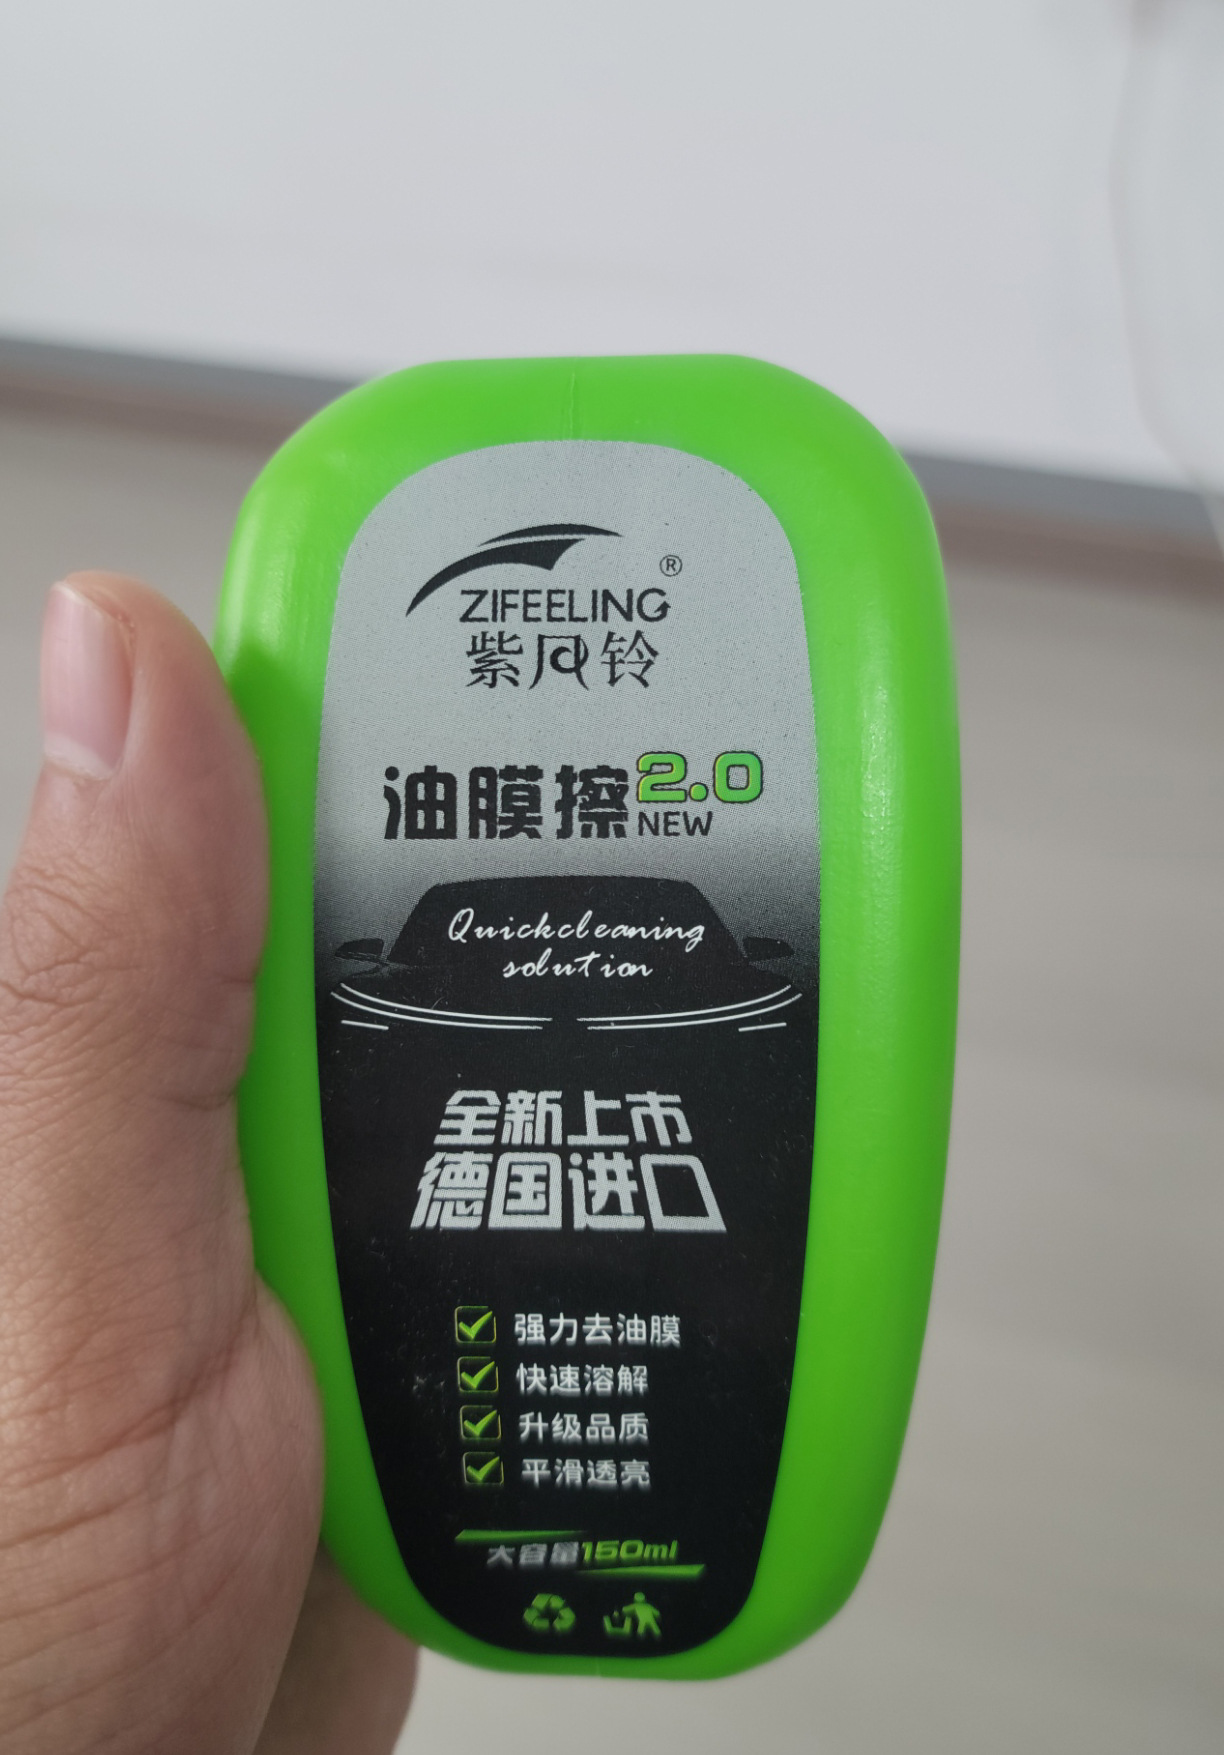 ®
ZIFEELING
紫风铃
油膜擦2.0
NEW
Quickcleaning
solution
全新上市
德国进口
强力去油膜
快速溶解
升级品质
平滑透亮
大容量150ml